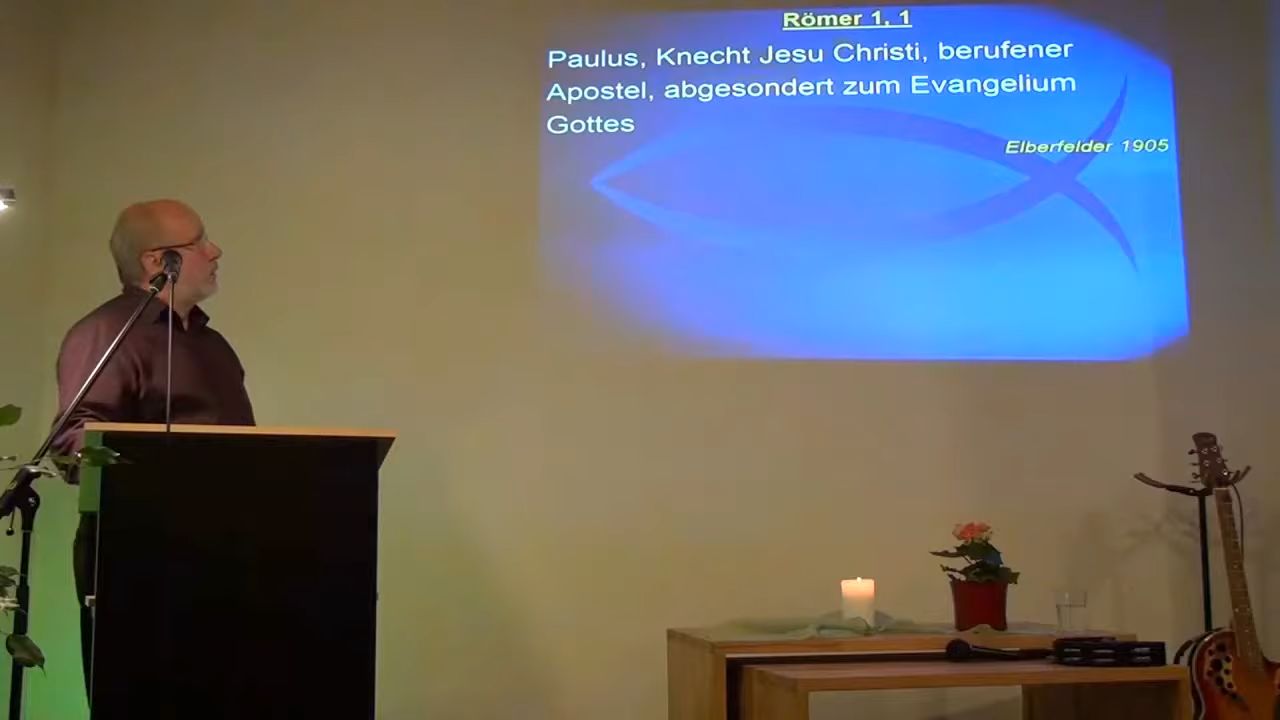 Römer 1, 1
Paulus, Knecht Jesu Christi, berufener
Apostel, abgesondert zum Evangelium
Gottes
Elberfelder 1905